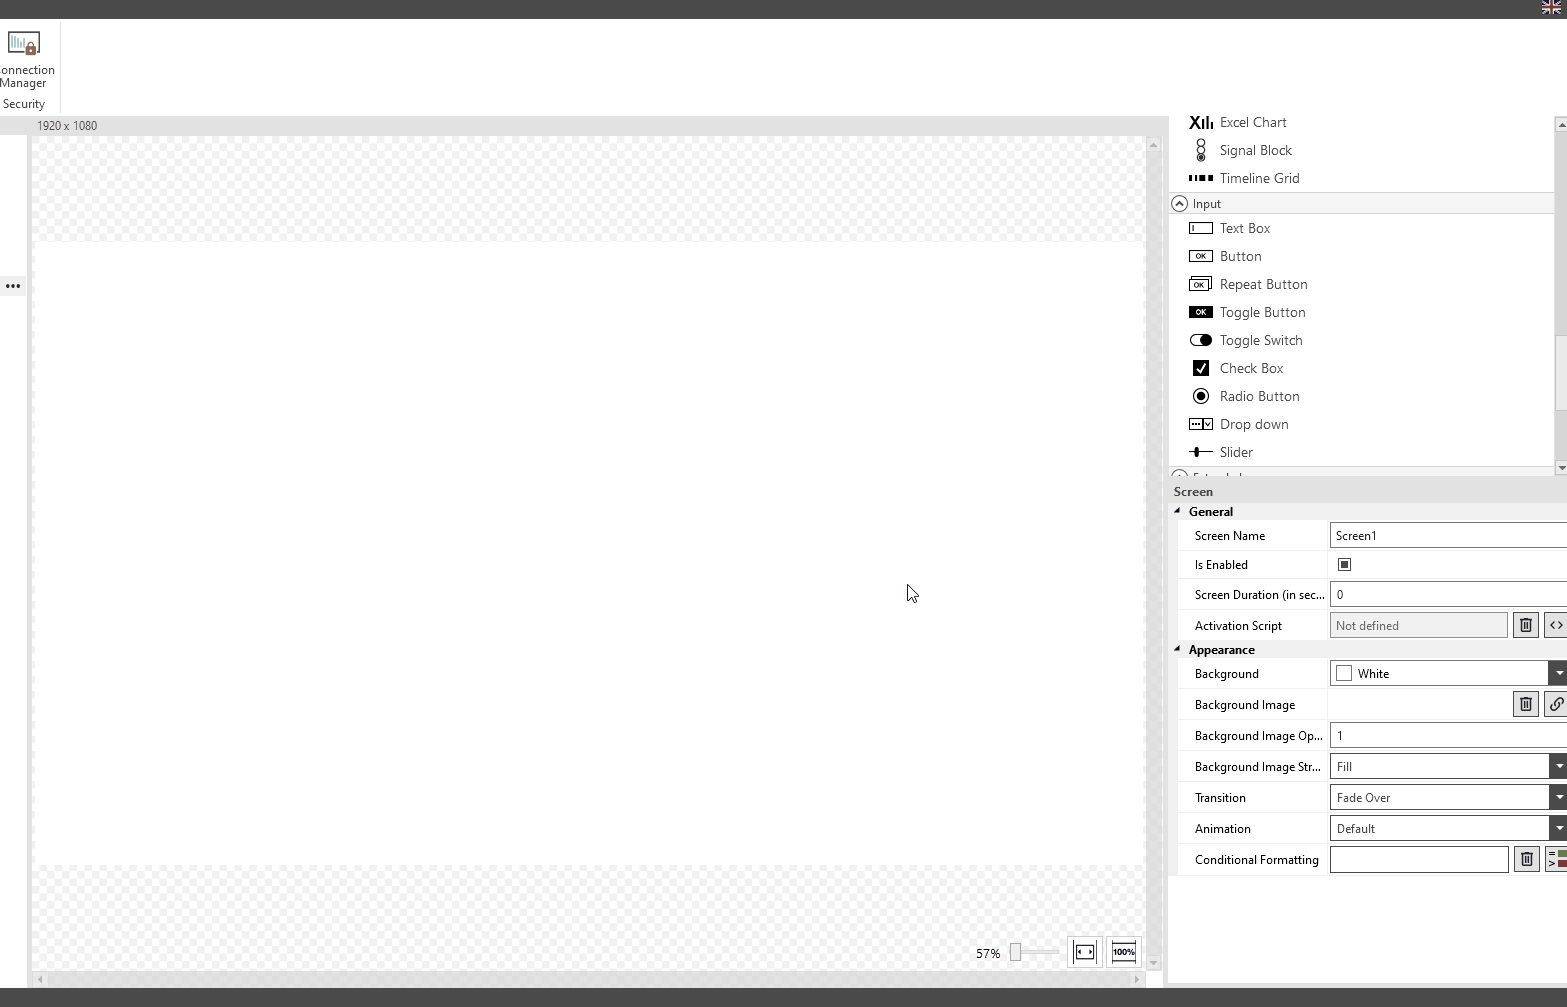 onnection
Manager
Security
1920 x 1080
Excel Chart
Signal Block
Timeline Grid
Input
Text Box
OK Button
OK Repeat Button
OK Toggle Button
Toggle Switch
Check Box
Radio Button
Drop down
Slider
Screen
General
Screen Name Screen1
Is Enabled
Screen Duration (in sec... 0
Activation Script Not defined
Appearance
Background White
Background Image
Background Image Op... 1
Background Image Str... Fill
Transition Fade Over
Animation Default
Conditional Formatting
57% 100%